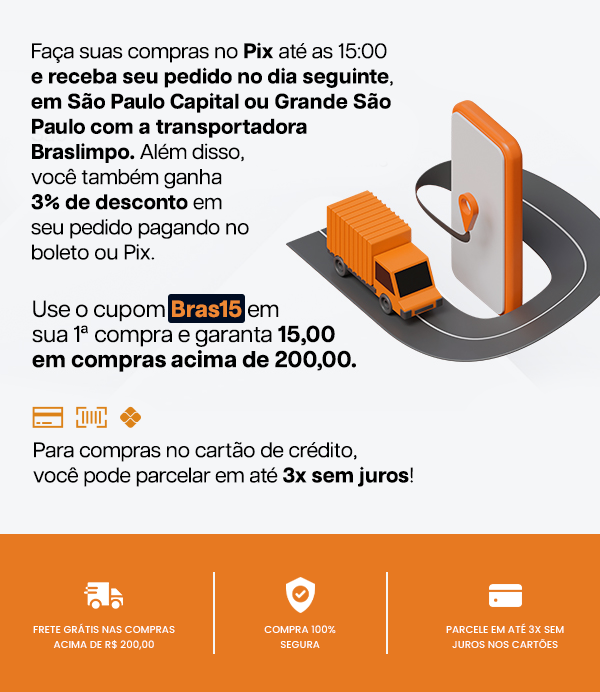 Faça suas compras no Pix até as 15:00
e receba seu pedido no dia seguinte,
em São Paulo Capital ou Grande São
Paulo com a transportadora
Braslimpo. Além disso,
você também ganha
3% de desconto em
seu pedido pagando no
boleto ou Pix.
Use o cupom Bras15 em
sua 1ª compra e garanta 15,00
em compras acima de 200,00.
Para compras no cartão de crédito,
você pode parcelar em até 3x sem juros!
FRETE GRÁTIS NAS COMPRAS
ACIMA DE R$ 200,00
COMPRA 100%
SEGURA
PARCELE EM ATÉ 3X SEM
JUROS NOS CARTÕES